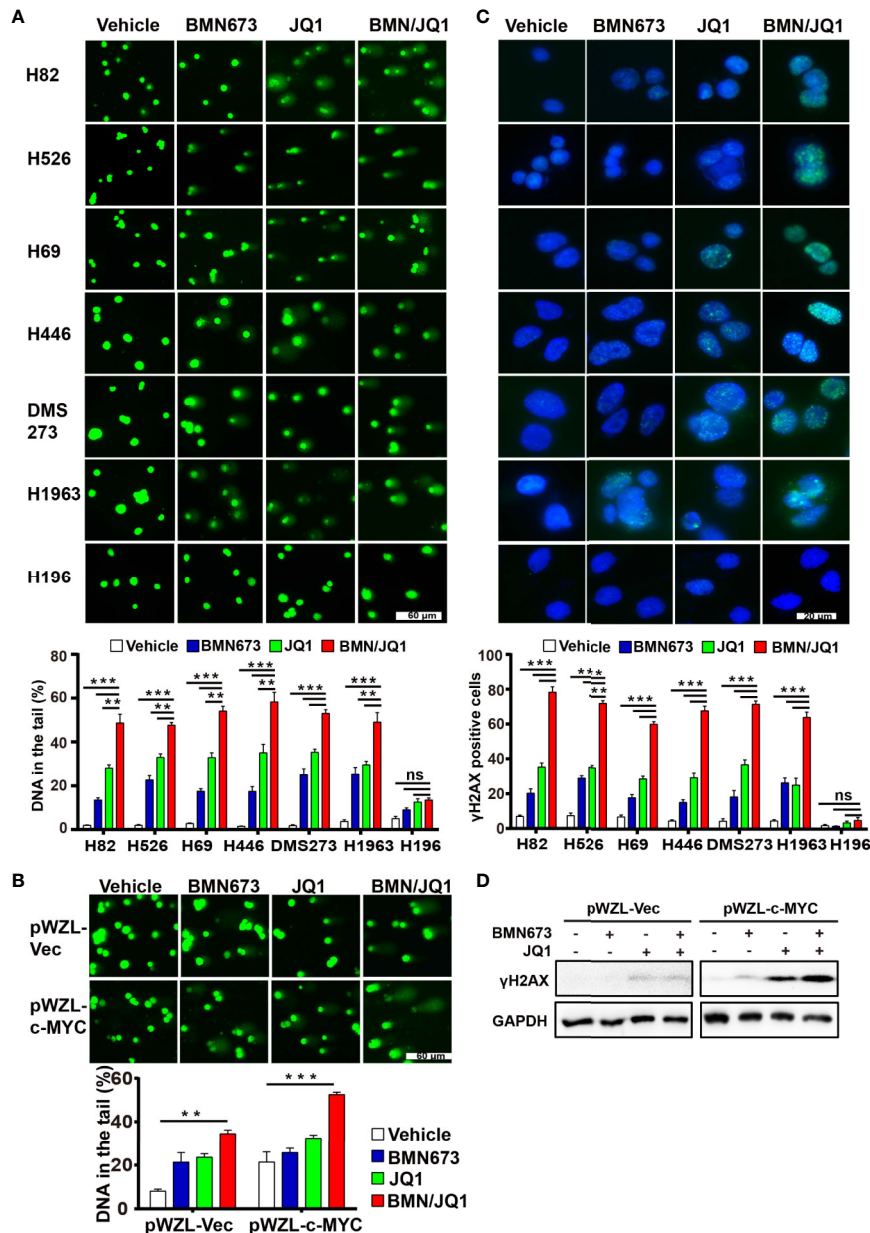 A
Vehicle BMN673 JQ1 BMN/JQ1
H82
H526
H69
H446
DMS
273
H1963
H196
60 µm
Vehicle BMN673 JQ1 BMN/JQ1
DNA in the tail (%)
80
60
40
20
0
*** ** *** ** *** ** *** ** *** *** ** ns
H82 H526 H69 H446 DMS273 H1963 H196
C
Vehicle BMN673 JQ1 BMN/JQ1
20 µm
Vehicle BMN673 JQ1 BMN/JQ1
γH2AX positive cells
100
80
60
40
20
0
*** *** ** *** *** *** *** ns
H82 H526 H69 H446 DMS273 H1963 H196
B
Vehicle BMN673 JQ1 BMN/JQ1
pWZL-
Vec
pWZL-
c-MYC
60 µm
DNA in the tail (%)
60
40
20
0
** ***
Vehicle
BMN673
JQ1
BMN/JQ1
pWZL-Vec pWZL-c-MYC
D
pWZL-Vec pWZL-c-MYC
BMN673 - + - + - + - +
JQ1 - - + + - - + +
γH2AX
GAPDH